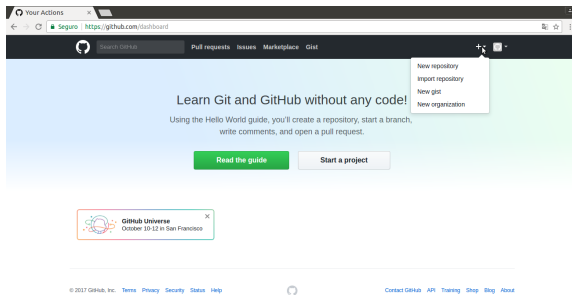 Your Actions
Seguro https://github.com/dashboard
Search GitHub Pull requests Issues Marketplace Gist
New repository
Import repository
New gist
New organization
Learn Git and GitHub without any code!
Using the Hello World guide, you'll create a repository, start a branch,
write comments, and open a pull request.
Read the guide Start a project
GitHub Universe
October 10-12 in San Francisco
© 2017 GitHub, Inc. Terms Privacy Security Status Help Contact GitHub API Training Shop Blog About